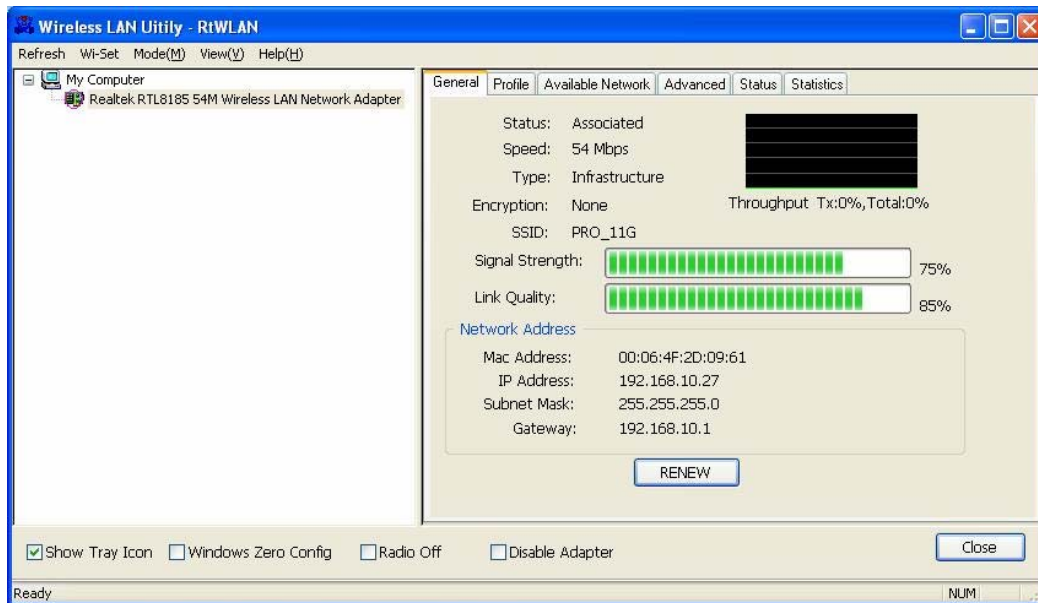 Wireless LAN Uitily - RtWLAN
Refresh Wi-Set Mode(M) View(V) Help(H)
My Computer
Realtek RTL8185 54M Wireless LAN Network Adapter
General Profile Available Network Advanced Status Statistics
Status: Associated
Speed: 54 Mbps
Type: Infrastructure
Encryption: None
Throughput Tx:0%,Total:0%
SSID: PRO_11G
Signal Strength: 75%
Link Quality: 85%
Network Address
Mac Address: 00:06:4F:2D:09:61
IP Address: 192.168.10.27
Subnet Mask: 255.255.255.0
Gateway: 192.168.10.1
RENEW
Show Tray Icon Windows Zero Config Radio Off Disable Adapter Close
Ready NUM